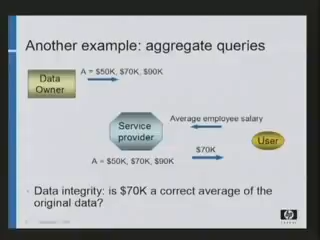 Another example: aggregate queries
Data
Owner
A = $50K, $70K, $90K
Average employee salary
Service
provider
User
$70K
A = $50K, $70K, $90K
• Data integrity: is $70K a correct average of the
original data?
hp